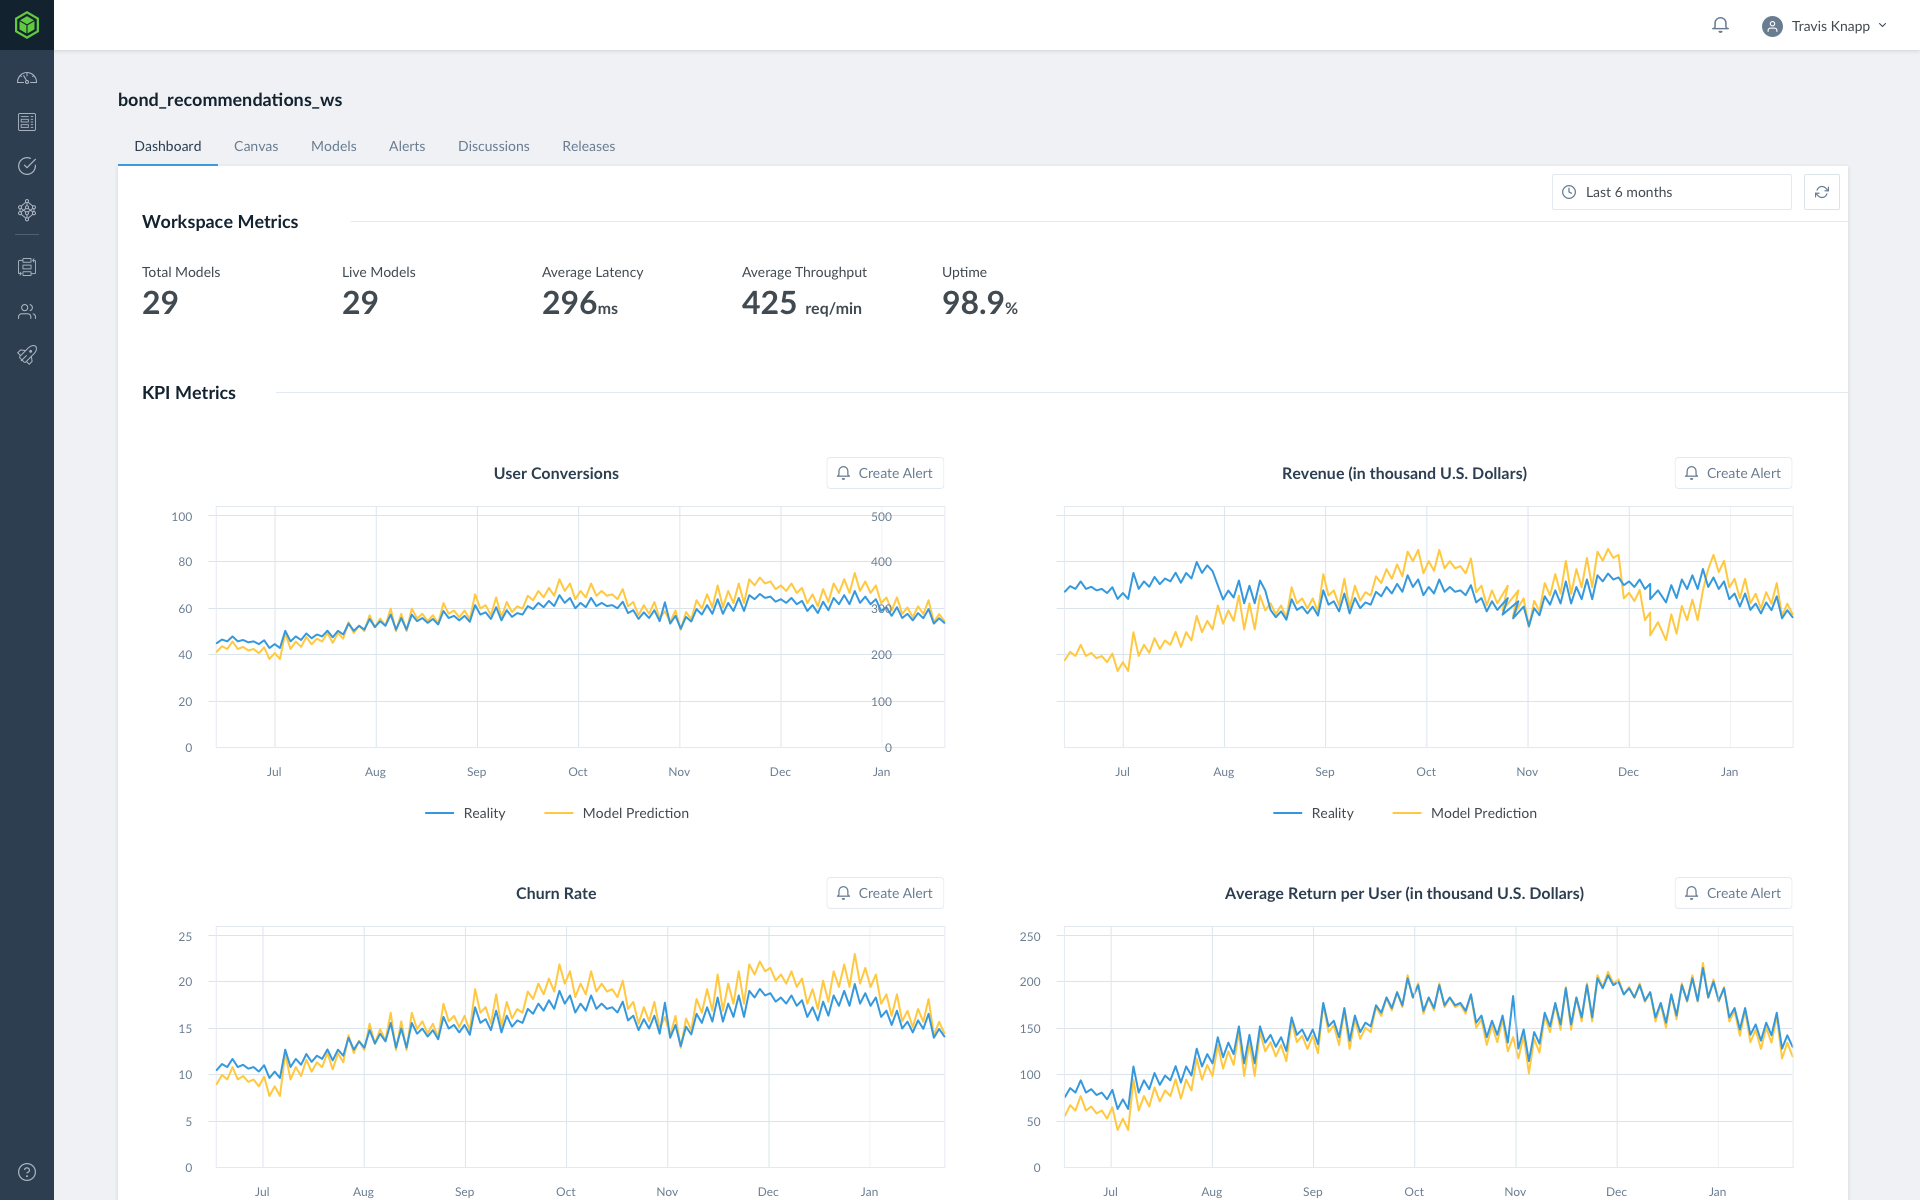 Travis Knapp
bond_recommendations_ws
Dashboard Canvas Models Alerts Discussions Releases
Last 6 months
Workspace Metrics
Total Models Live Models Average Latency Average Throughput Uptime
29 29 296ms 425 req/min 98.9%
KPI Metrics
User Conversions
Create Alert
100
80
60
40
20
0
500
400
300
200
100
0
Jul Aug Sep Oct Nov Dec Jan
Reality Model Prediction
Revenue (in thousand U.S. Dollars)
Create Alert
Jul Aug Sep Oct Nov Dec Jan
Reality Model Prediction
Churn Rate
Create Alert
25
20
15
10
5
0
Jul Aug Sep Oct Nov Dec Jan
Average Return per User (in thousand U.S. Dollars)
Create Alert
250
200
150
100
50
0
Jul Aug Sep Oct Nov Dec Jan